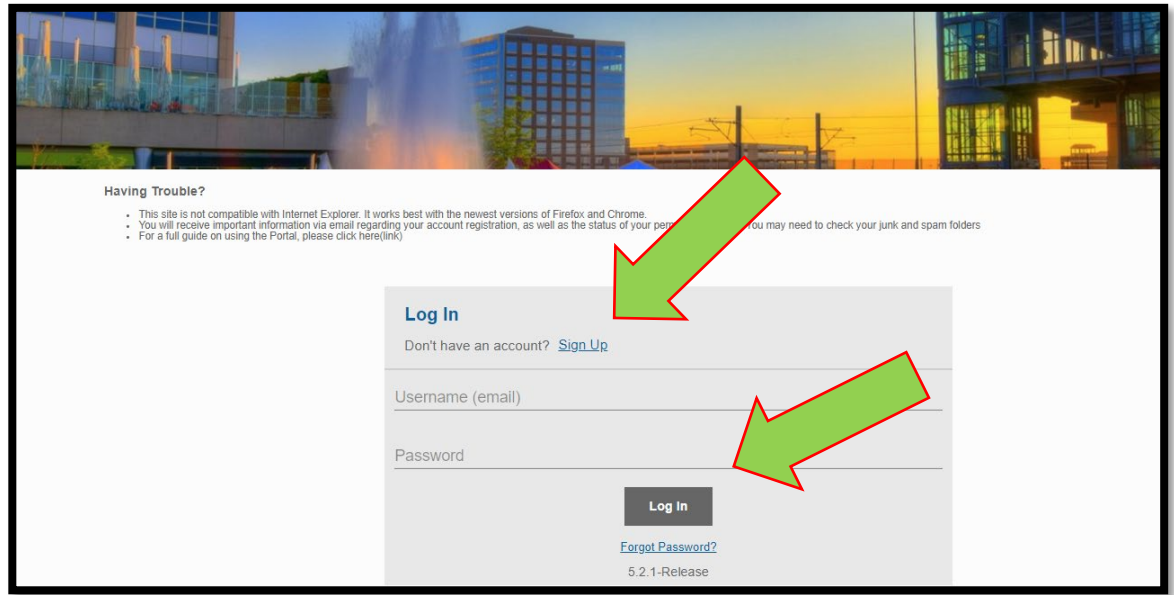 Having Trouble?
This site is not compatible with Internet Explorer. It works best with the newest versions of Firefox and Chrome.
You will receive important information via email regarding your account registration, as well as the status of your may need to check your junk and spam folders
For a full guide on using the Portal, please click here(link)
Log In
Don't have an account? Sign Up
Username (email)
Password
Log In
Forgot Password?
5.2.1-Release